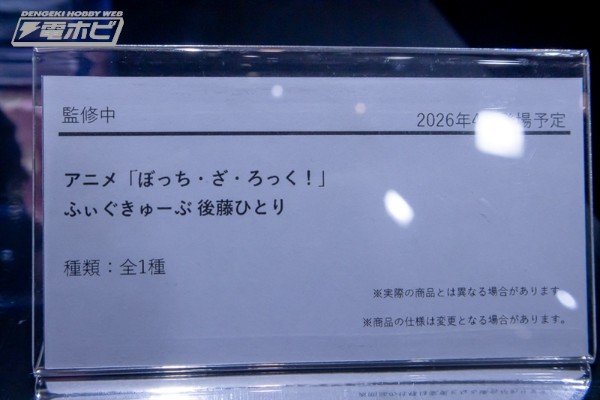 DENGEKI HOBBY WEB
電ホビ
監修中
2026年4 場予定
アニメ「ぼっち・ざ・ろっく！」
ふぃぐきゅーぶ 後藤ひとり
種類：全1種
※実際の商品とは異なる場合があります。
※商品の仕様は変更となる場合があります。